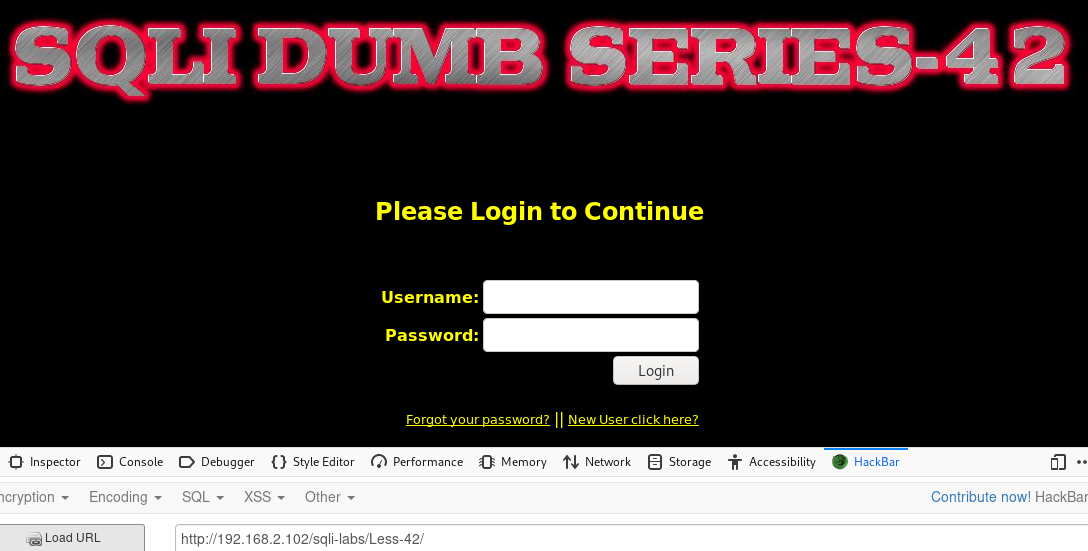 SQLI DUMB SERIES-42
Please Login to Continue
Username:
Password:
Login
Forgot your password? || New User click here?
Inspector Console Debugger Style Editor Performance Memory Network Storage Accessibility HackBar
ncryption Encoding SQL XSS Other Contribute now! HackBar
Load URL http://192.168.2.102/sqli-labs/Less-42/